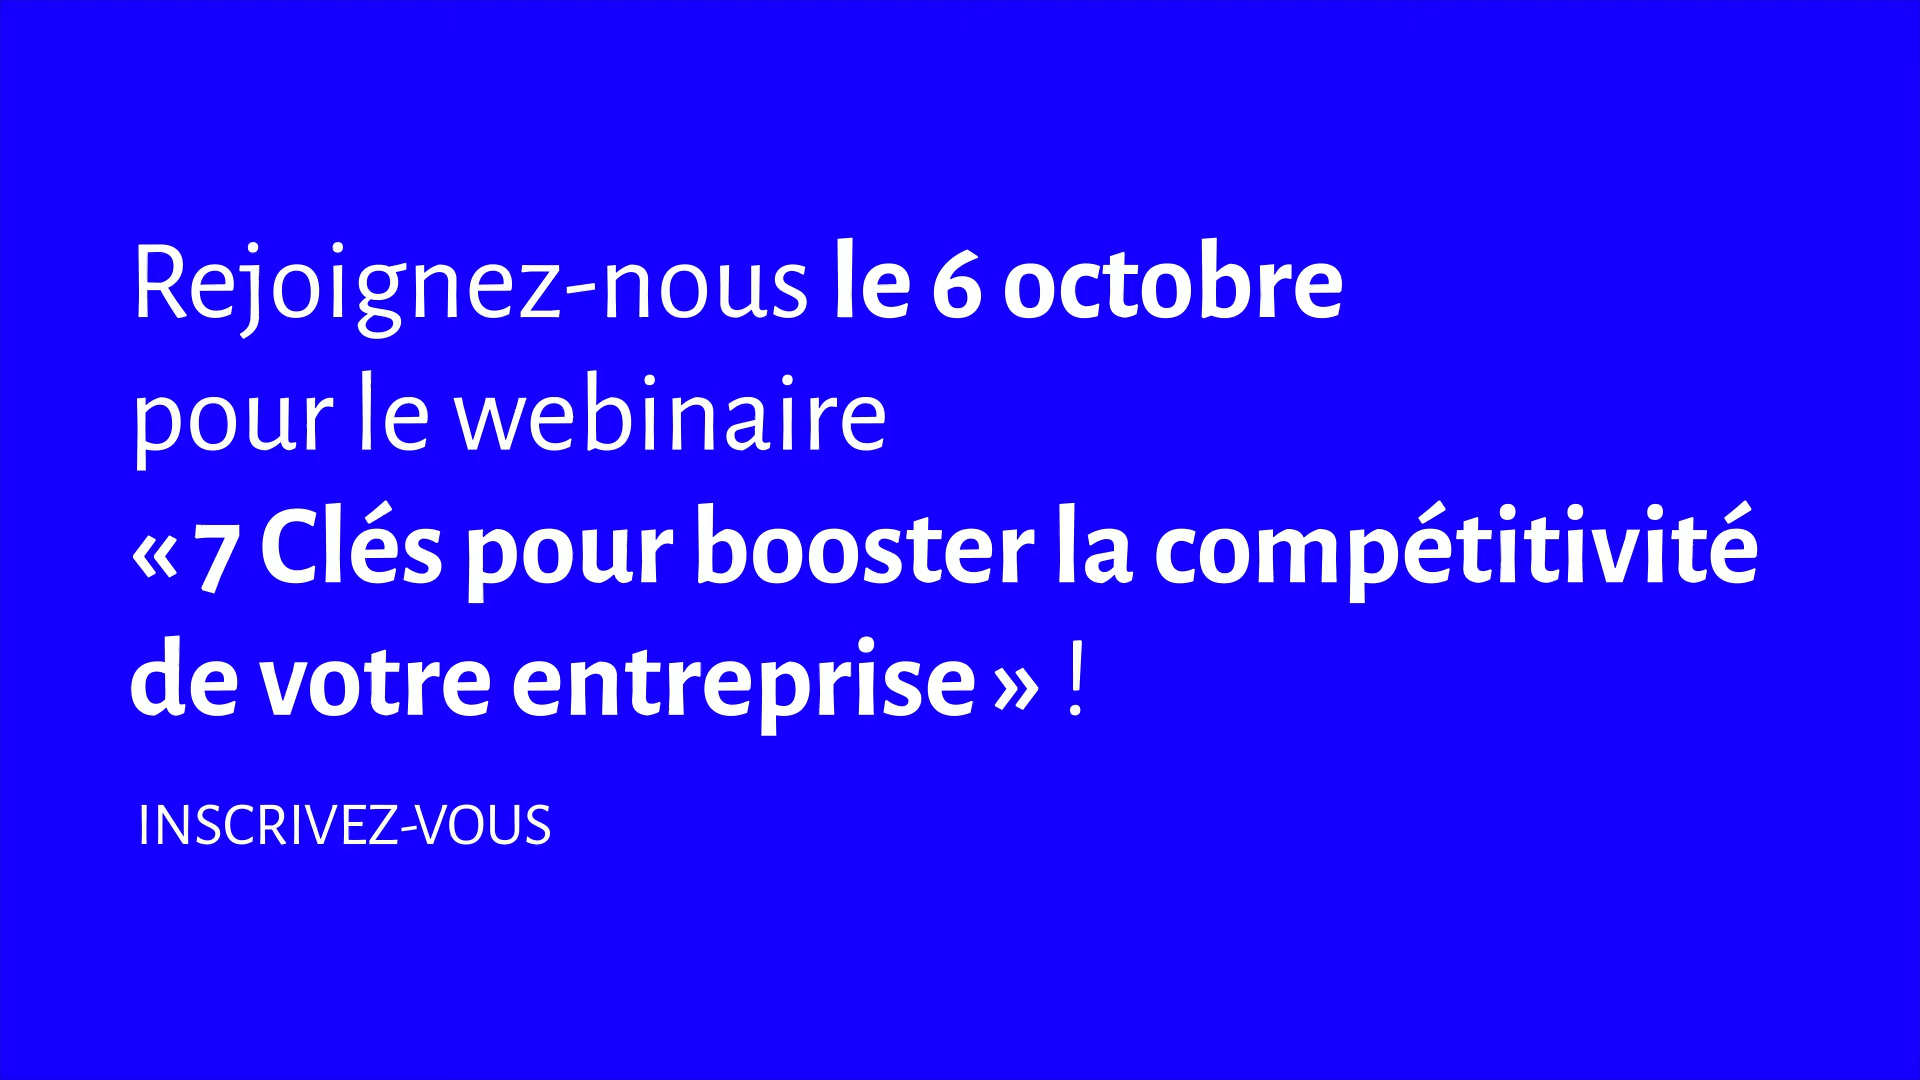 Rejoignez-nous le 6 octobre
pour le webinaire
« 7 Clés pour booster la compétitivité
de votre entreprise » !
INSCRIVEZ-VOUS